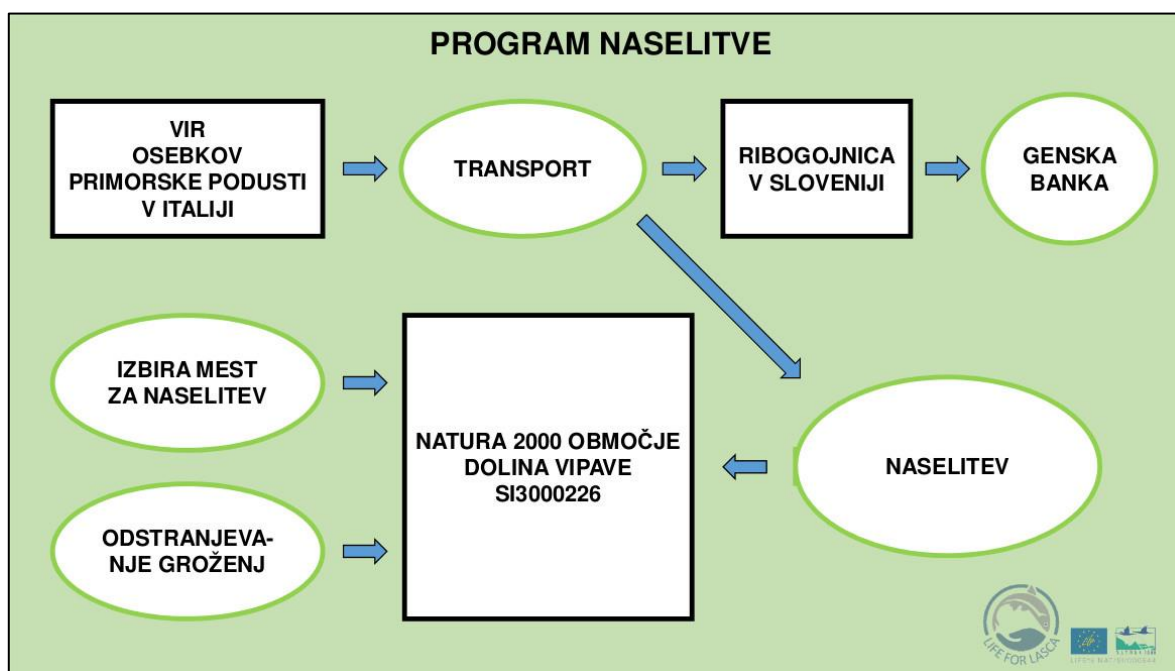 PROGRAM NASELITVE
VIR
OSEBKOV
PRIMORSKE PODUSTI
V ITALIJI
TRANSPORT
RIBOGOJNICA
V SLOVENIJI
GENSKA
BANKA
IZBIRA MEST
ZA NASELITEV
NATURA 2000 OBMOČJE
DOLINA VIPAVE
SI3000226
NASELITEV
ODSTRANJEVA-
NJE GROŽENJ
LIFE FOR LASCA